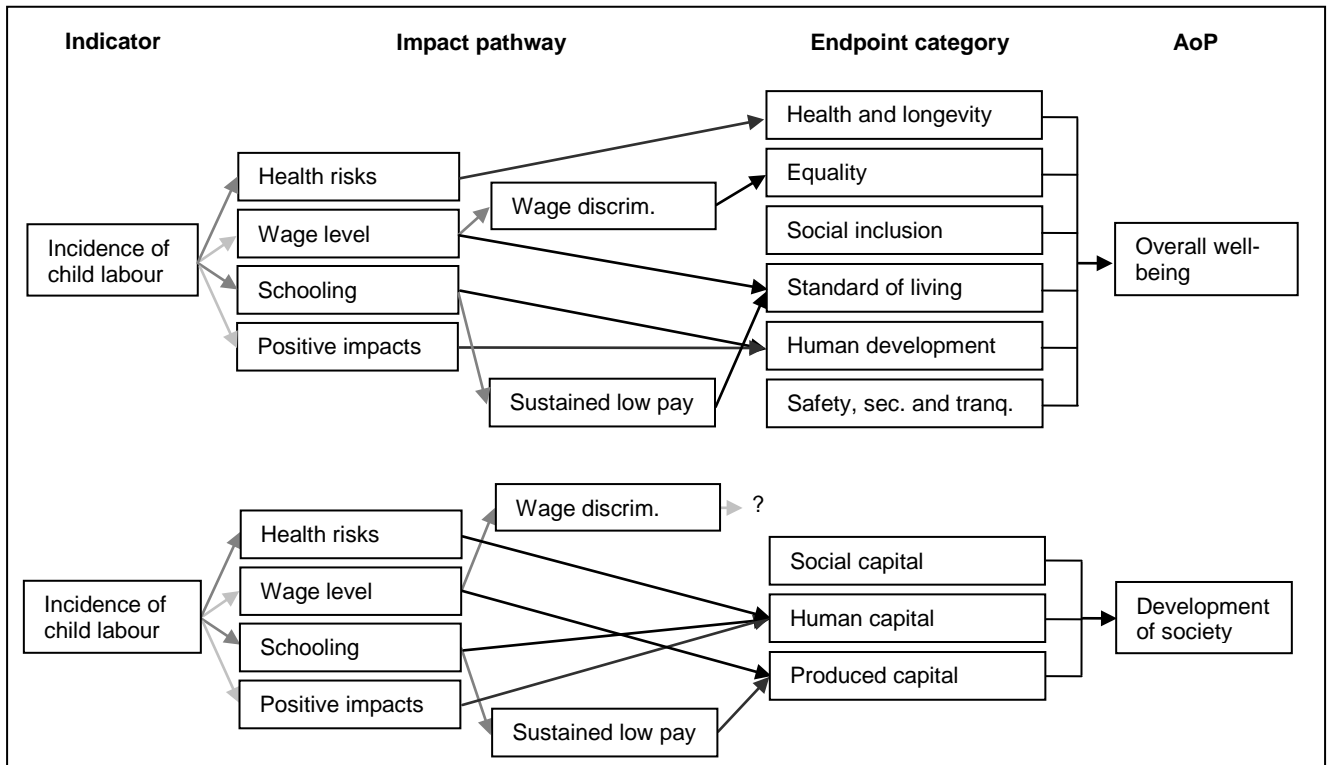 Indicator
Impact pathway
Endpoint category
AoP
Health and longevity
Health risks
Equality
Wage discrim.
Wage level
Social inclusion
Incidence of
child labour
Overall well-
being
Schooling
Standard of living
Positive impacts
Human development
Sustained low pay
Safety, sec. and tranq.
Wage discrim.
?
Health risks
Social capital
Wage level
Incidence of
child labour
Human capital
Development
of society
Schooling
Produced capital
Positive impacts
Sustained low pay